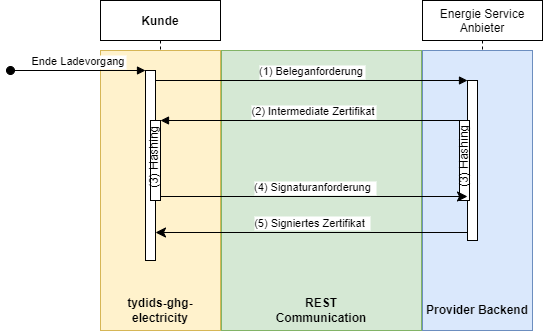 Kunde
Energie Service
Anbieter
Ende Ladevorgang
(1) Beleganforderung
(2) Intermediate Zertifikat
(3) Hashing
(3) Hashing
(4) Signaturanforderung
(5) Signiertes Zertifikat
tydids-ghg-
electricity
REST
Communication
Provider Backend